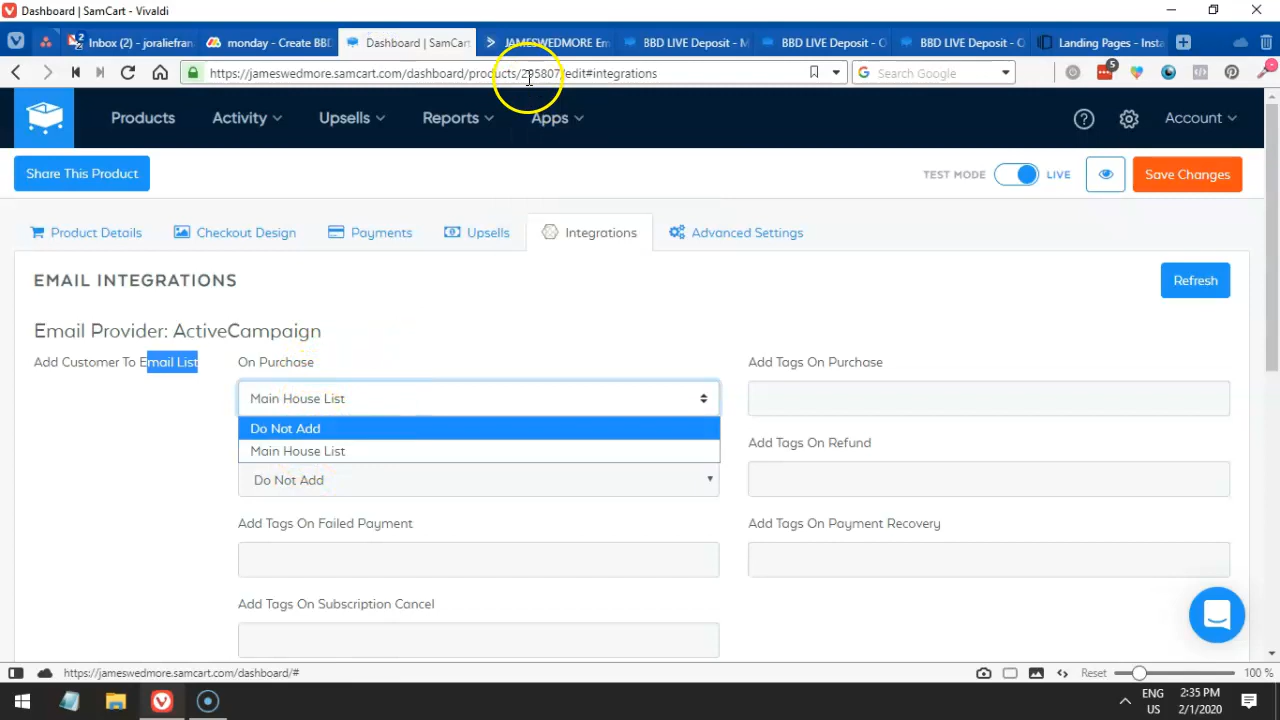 Dashboard | SamCart - Vivaldi
Inbox (2) - joraliefran
monday - Create BBD
Dashboard | SamCart
JAMESWEDMORE Em
BBD LIVE Deposit - M
BBD LIVE Deposit - O
BBD LIVE Deposit - O
Landing Pages - Insta
https://jameswedmore.samcart.com/dashboard/products/295807/edit#integrations
Search Google
5
Products
Activity
Upsells
Reports
Apps
Account
Share This Product
TEST MODE
LIVE
Save Changes
Product Details
Checkout Design
Payments
Upsells
Integrations
Advanced Settings
EMAIL INTEGRATIONS
Refresh
Email Provider: ActiveCampaign
Add Customer To Email List
On Purchase
Add Tags On Purchase
Main House List
Do Not Add
Main House List
Add Tags On Refund
Do Not Add
Add Tags On Failed Payment
Add Tags On Payment Recovery
Add Tags On Subscription Cancel
https://jameswedmore.samcart.com/dashboard/#
Reset
100 %
ENG
US
2:35 PM
2/1/2020